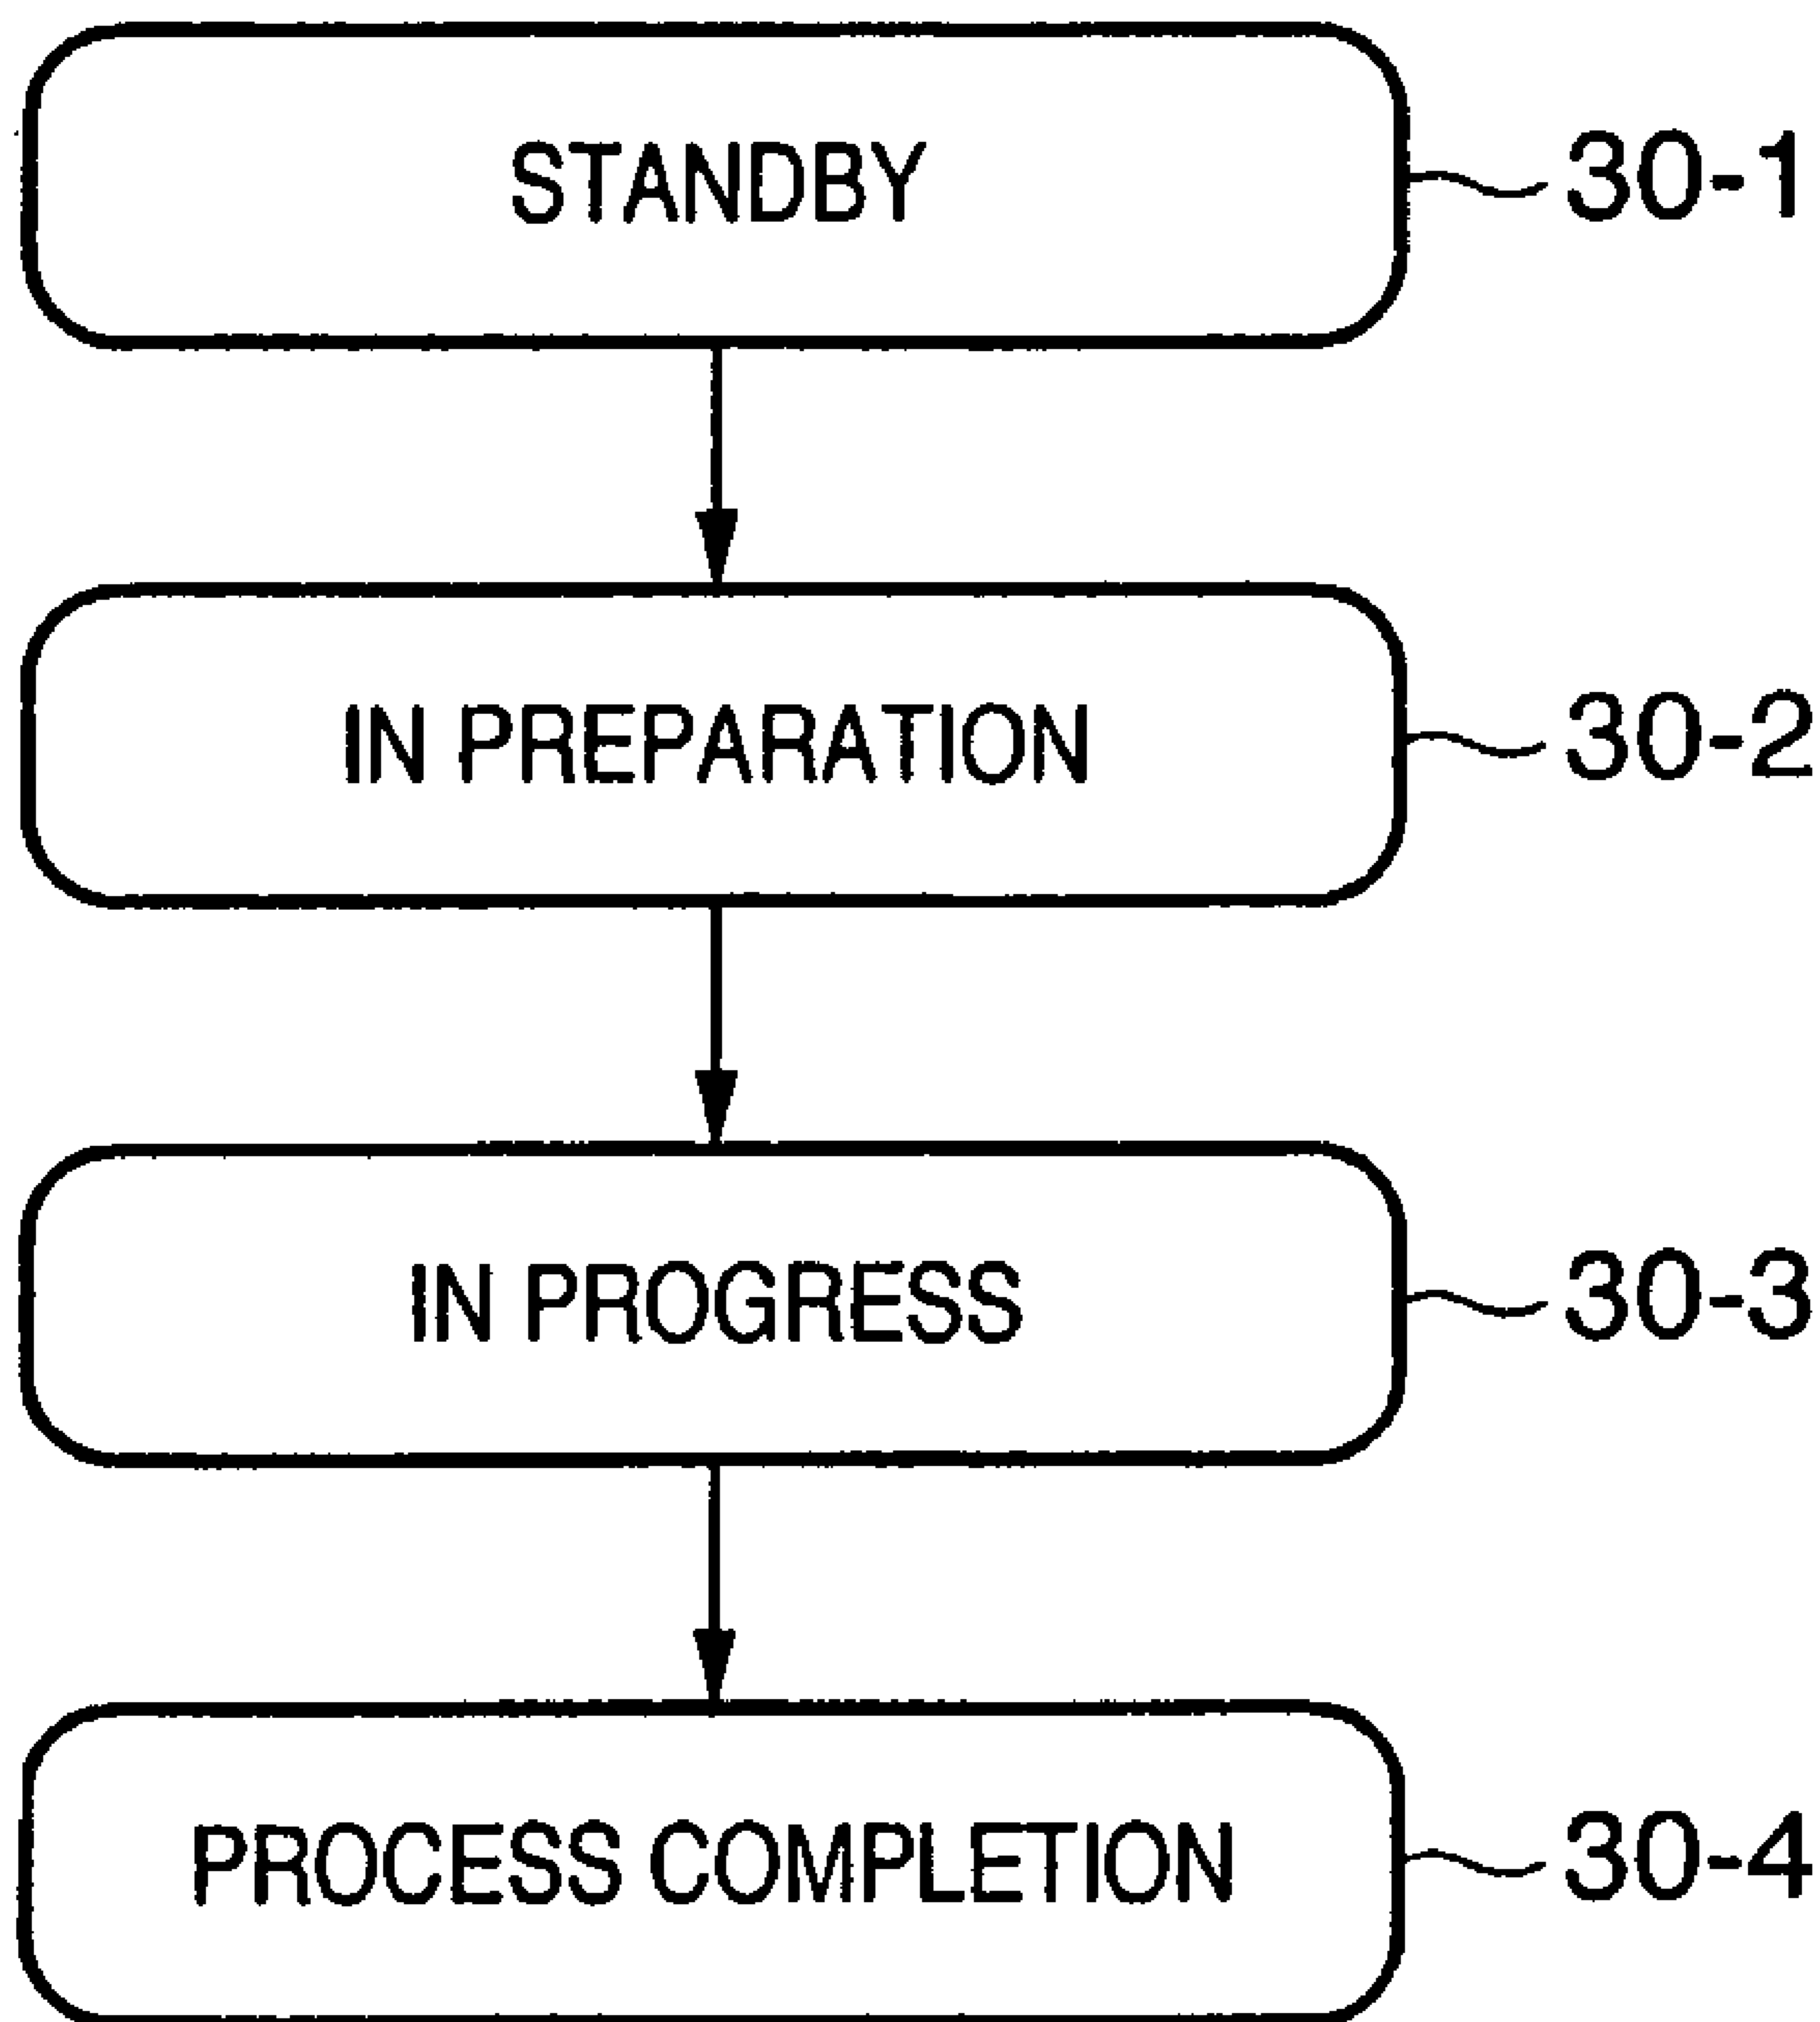 STANDBY 30-1
IN PREPARATION 30-2
IN PROGRESS 30-3
PROCESS COMPLETION 30-4